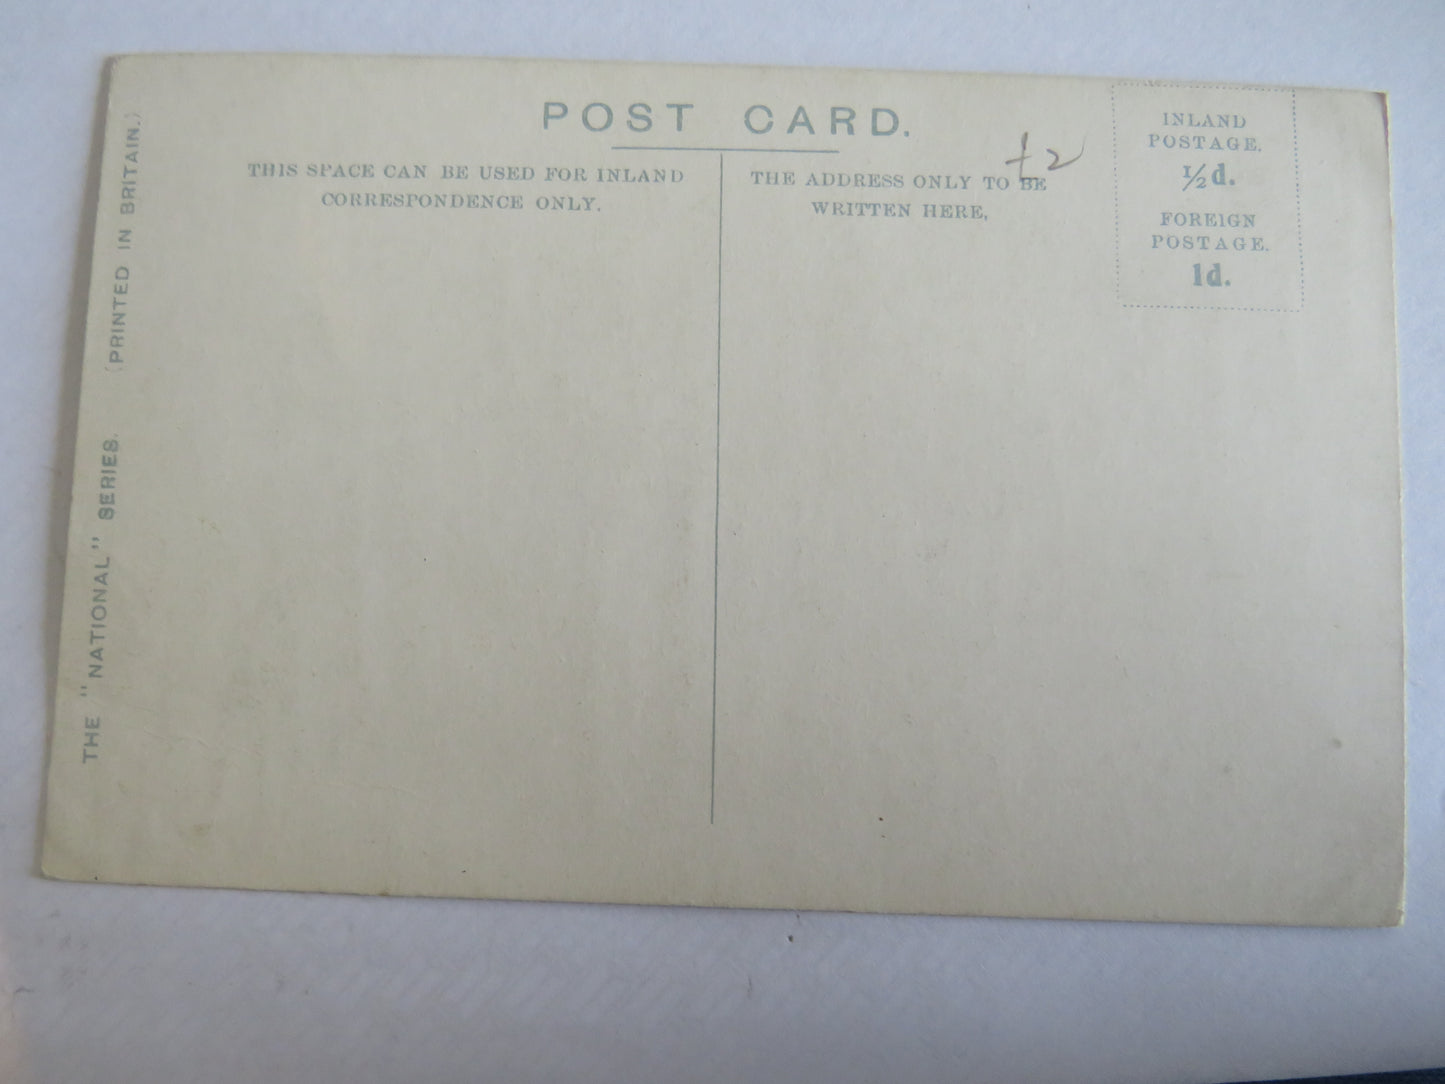 POST CARD.
THIS SPACE CAN BE USED FOR INLAND
CORRESPONDENCE ONLY.
THE ADDRESS ONLY TO BE
WRITTEN HERE,
£2
INLAND
POSTAGE.
½d.
FOREIGN
POSTAGE.
1d.
THE "NATIONAL" SERIES. (PRINTED IN BRITAIN.)